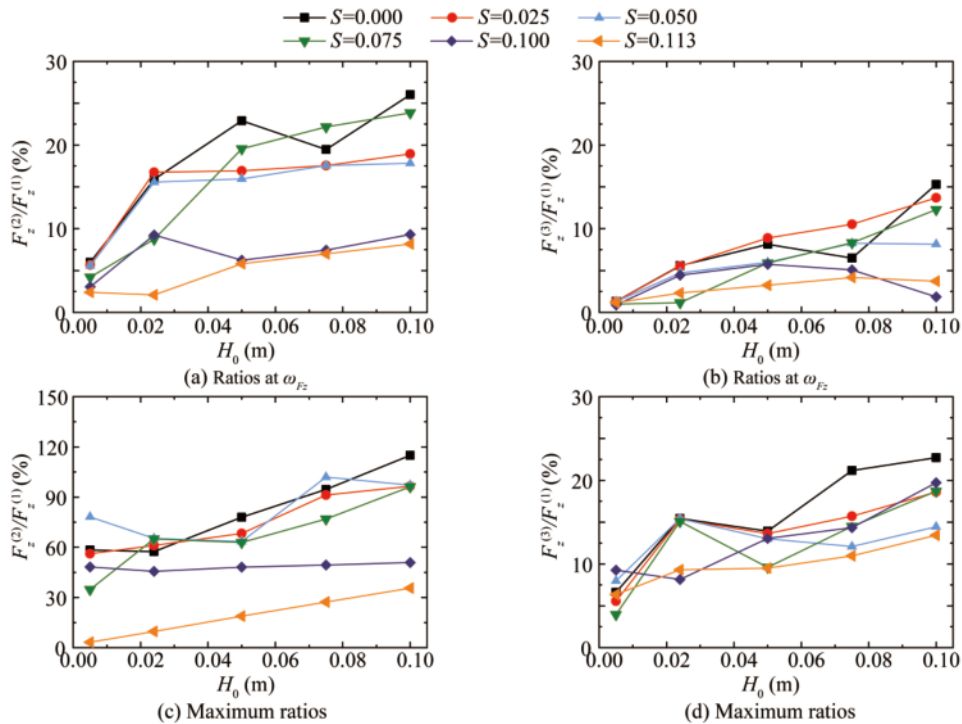 S=0.000 S=0.025 S=0.050
S=0.075 S=0.100 S=0.113
30
20
10
0
F_z^(2)/F_z^(1) (%)
0.00 0.02 0.04 0.06 0.08 0.10
H_0 (m)
(a) Ratios at ω_Fz
30
20
10
0
F_z^(3)/F_z^(1) (%)
0.00 0.02 0.04 0.06 0.08 0.10
H_0 (m)
(b) Ratios at ω_Fz
150
120
90
60
30
0
F_z^(2)/F_z^(1) (%)
0.00 0.02 0.04 0.06 0.08 0.10
H_0 (m)
(c) Maximum ratios
30
20
10
0
F_z^(3)/F_z^(1) (%)
0.00 0.02 0.04 0.06 0.08 0.10
H_0 (m)
(d) Maximum ratios